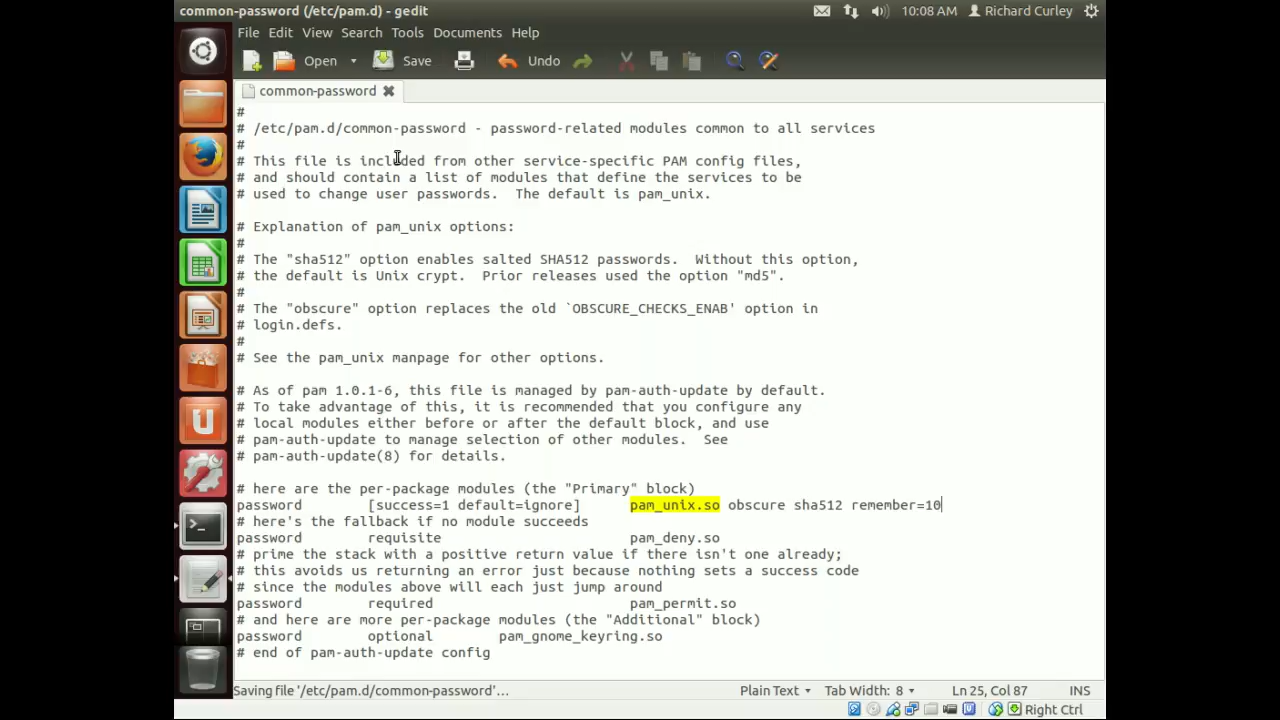 common-password (/etc/pam.d) - gedit
10:08 AM Richard Curley
File Edit View Search Tools Documents Help
Open Save Undo
common-password
#
# /etc/pam.d/common-password - password-related modules common to all services
#
# This file is included from other service-specific PAM config files,
# and should contain a list of modules that define the services to be
# used to change user passwords.  The default is pam_unix.
# Explanation of pam_unix options:
#
# The "sha512" option enables salted SHA512 passwords.  Without this option,
# the default is Unix crypt.  Prior releases used the option "md5".
#
# The "obscure" option replaces the old `OBSCURE_CHECKS_ENAB' option in
# login.defs.
#
# See the pam_unix manpage for other options.
# As of pam 1.0.1-6, this file is managed by pam-auth-update by default.
# To take advantage of this, it is recommended that you configure any
# local modules either before or after the default block, and use
# pam-auth-update to manage selection of other modules.  See
# pam-auth-update(8) for details.
# here are the per-package modules (the "Primary" block)
password [success=1 default=ignore] pam_unix.so obscure sha512 remember=10
# here's the fallback if no module succeeds
password requisite pam_deny.so
# prime the stack with a positive return value if there isn't one already;
# this avoids us returning an error just because nothing sets a success code
# since the modules above will each just jump around
password required pam_permit.so
# and here are more per-package modules (the "Additional" block)
password optional pam_gnome_keyring.so
# end of pam-auth-update config
Saving file '/etc/pam.d/common-password'... Plain Text Tab Width: 8 Ln 25, Col 87 INS
Right Ctrl